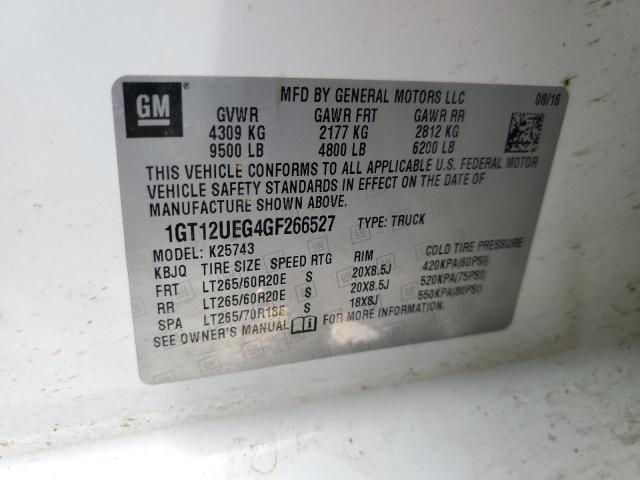 GM
MFD BY GENERAL MOTORS LLC 08/16
GVWR GAWR FRT GAWR RR
4309 KG 2177 KG 2812 KG
9500 LB 4800 LB 6200 LB
THIS VEHICLE CONFORMS TO ALL APPLICABLE U.S. FEDERAL MOTOR
VEHICLE SAFETY STANDARDS IN EFFECT ON THE DATE OF
MANUFACTURE SHOWN ABOVE.
1GT12UEG4GF266527 TYPE: TRUCK
MODEL: K25743
KBJQ TIRE SIZE SPEED RTG RIM COLD TIRE PRESSURE
FRT LT265/60R20E S 20X8.5J 420KPA(60PSI)
RR LT265/60R20E S 20X8.5J 520KPA(75PSI)
SPA LT265/70R18E S 18X8J 550KPA(80PSI)
SEE OWNER'S MANUAL FOR MORE INFORMATION